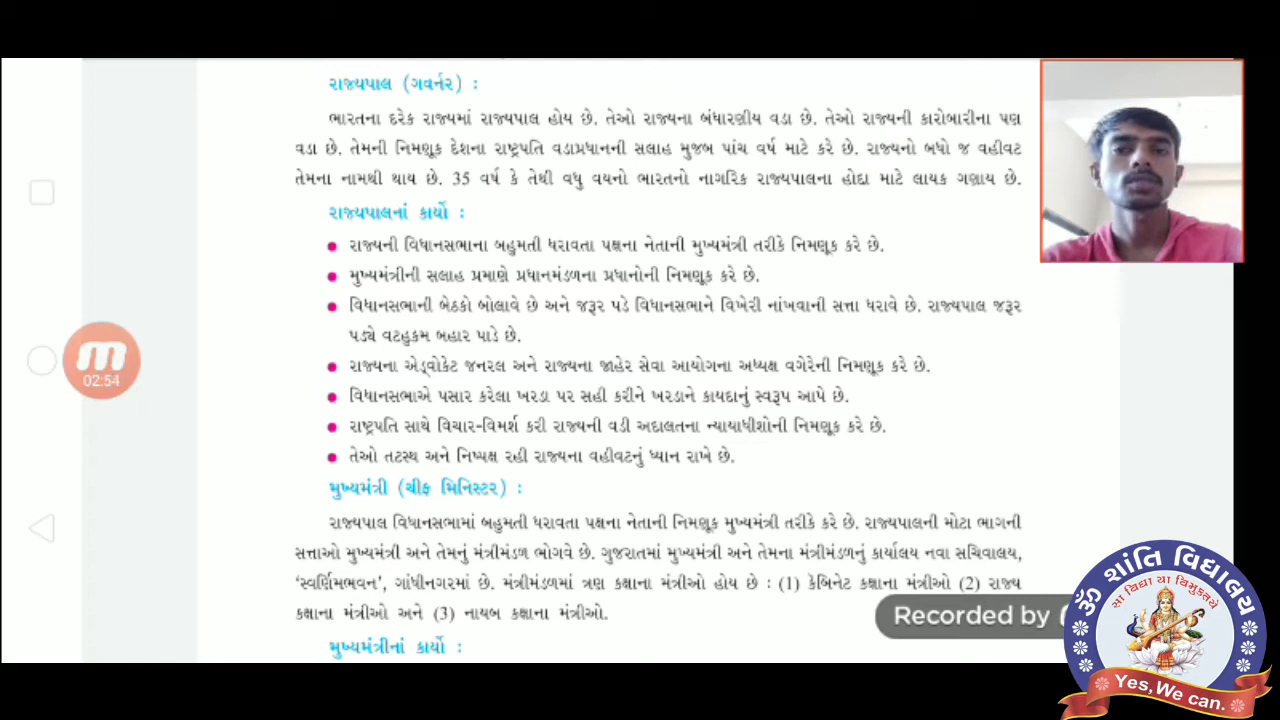 રાજ્યપાલ (ગવર્નર) :
ભારતના દરેક રાજ્યમાં રાજ્યપાલ હોય છે. તેઓ રાજ્યના બંધારણીય વડા છે. તેઓ રાજ્યની કારોબારીના પણ
વડા છે. તેમની નિમણૂક દેશના રાષ્ટ્રપતિ વડાપ્રધાનની સલાહ મુજબ પાંચ વર્ષ માટે કરે છે. રાજ્યનો બધો જ વહીવટ
તેમના નામથી થાય છે. 35 વર્ષ કે તેથી વધુ વયનો ભારતનો નાગરિક રાજ્યપાલના હોદ્દા માટે લાયક ગણાય છે.
રાજ્યપાલનાં કાર્યો :
● રાજ્યની વિધાનસભાના બહુમતી ધરાવતા પક્ષના નેતાની મુખ્યમંત્રી તરીકે નિમણૂક કરે છે.
● મુખ્યમંત્રીની સલાહ પ્રમાણે પ્રધાનમંડળના પ્રધાનોની નિમણૂક કરે છે.
● વિધાનસભાની બેઠકો બોલાવે છે અને જરૂર પડે વિધાનસભાને વિખેરી નાંખવાની સત્તા ધરાવે છે. રાજ્યપાલ જરૂર
પડ્યે વટહુકમ બહાર પાડે છે.
● રાજ્યના એડ્વોકેટ જનરલ અને રાજ્યના જાહેર સેવા આયોગના અધ્યક્ષ વગેરેની નિમણૂક કરે છે.
● વિધાનસભાએ પસાર કરેલા ખરડા પર સહી કરીને ખરડાને કાયદાનું સ્વરૂપ આપે છે.
● રાષ્ટ્રપતિ સાથે વિચાર-વિમર્શ કરી રાજ્યની વડી અદાલતના ન્યાયાધીશોની નિમણૂક કરે છે.
● તેઓ તટસ્થ અને નિષ્પક્ષ રહી રાજ્યના વહીવટનું ધ્યાન રાખે છે.
02:54
મુખ્યમંત્રી (ચીફ મિનિસ્ટર) :
રાજ્યપાલ વિધાનસભામાં બહુમતી ધરાવતા પક્ષના નેતાની નિમણૂક મુખ્યમંત્રી તરીકે કરે છે. રાજ્યપાલની મોટા ભાગની
સત્તાઓ મુખ્યમંત્રી અને તેમનું મંત્રીમંડળ ભોગવે છે. ગુજરાતમાં મુખ્યમંત્રી અને તેમના મંત્રીમંડળનું કાર્યાલય નવા સચિવાલય,
‘સ્વર્ણિમભવન’, ગાંધીનગરમાં છે. મંત્રીમંડળમાં ત્રણ કક્ષાના મંત્રીઓ હોય છે : (1) કેબિનેટ કક્ષાના મંત્રીઓ (2) રાજ્ય
કક્ષાના મંત્રીઓ અને (3) નાયબ કક્ષાના મંત્રીઓ.
મુખ્યમંત્રીનાં કાર્યો :
Recorded by
ૐ શાંતિ વિદ્યાલય
સા વિદ્યા યા વિમુક્તયે
Yes, We can.